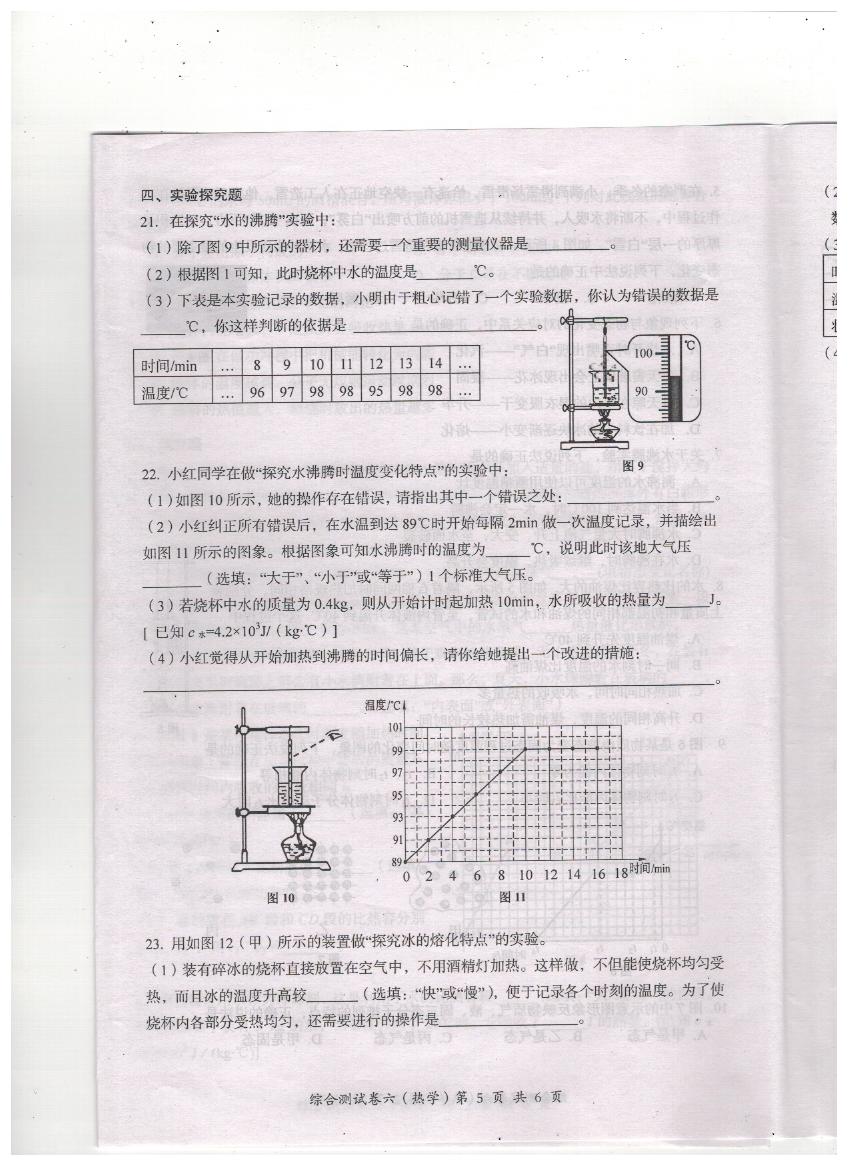 四、实验探究题
21. 在探究“水的沸腾”实验中：
（1）除了图9中所示的器材，还需要一个重要的测量仪器是________。
（2）根据图1可知，此时烧杯中水的温度是______℃。
（3）下表是本实验记录的数据，小明由于粗心记错了一个实验数据，你认为错误的数据是
______℃，你这样判断的依据是____________________。
时间/min … 8 9 10 11 12 13 14 …
温度/℃ … 96 97 98 98 95 98 98 …
℃
100
90
图9
22. 小红同学在做“探究水沸腾时温度变化特点”的实验中：
（1）如图10所示，她的操作存在错误，请指出其中一个错误之处：________________。
（2）小红纠正所有错误后，在水温到达89℃时开始每隔2min做一次温度记录，并描绘出
如图11所示的图象。根据图象可知水沸腾时的温度为______℃，说明此时该地大气压
________（选填：“大于”、“小于”或“等于”）1个标准大气压。
（3）若烧杯中水的质量为0.4kg，则从开始计时起加热10min，水所吸收的热量为______J。
[ 已知c水=4.2×10³J/（kg·℃）]
（4）小红觉得从开始加热到沸腾的时间偏长，请你给她提出一个改进的措施：
________________________________________________。
温度/℃
101
99
97
95
93
91
89
0 2 4 6 8 10 12 14 16 18 时间/min
图10
图11
23. 用如图12（甲）所示的装置做“探究冰的熔化特点”的实验。
（1）装有碎冰的烧杯直接放置在空气中，不用酒精灯加热。这样做，不但能使烧杯均匀受
热，而且冰的温度升高较______（选填：“快”或“慢”），便于记录各个时刻的温度。为了使
烧杯内各部分受热均匀，还需要进行的操作是________________。
综合测试卷六（热学）第 5 页 共 6 页